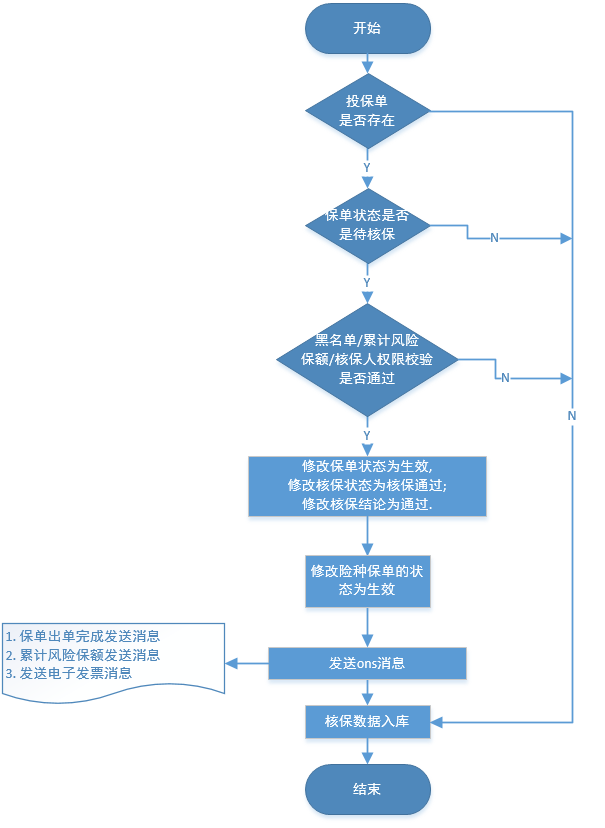 开始
投保单
是否存在
Y
保单状态是否
是待核保
N
Y
黑名单/累计风险
保额/核保人权限校验
是否通过
N
N
Y
修改保单状态为生效,
修改核保状态为核保通过;
修改核保结论为通过.
修改险种保单的状
态为生效
1. 保单出单完成发送消息
2. 累计风险保额发送消息
3. 发送电子发票消息
发送ons消息
核保数据入库
结束